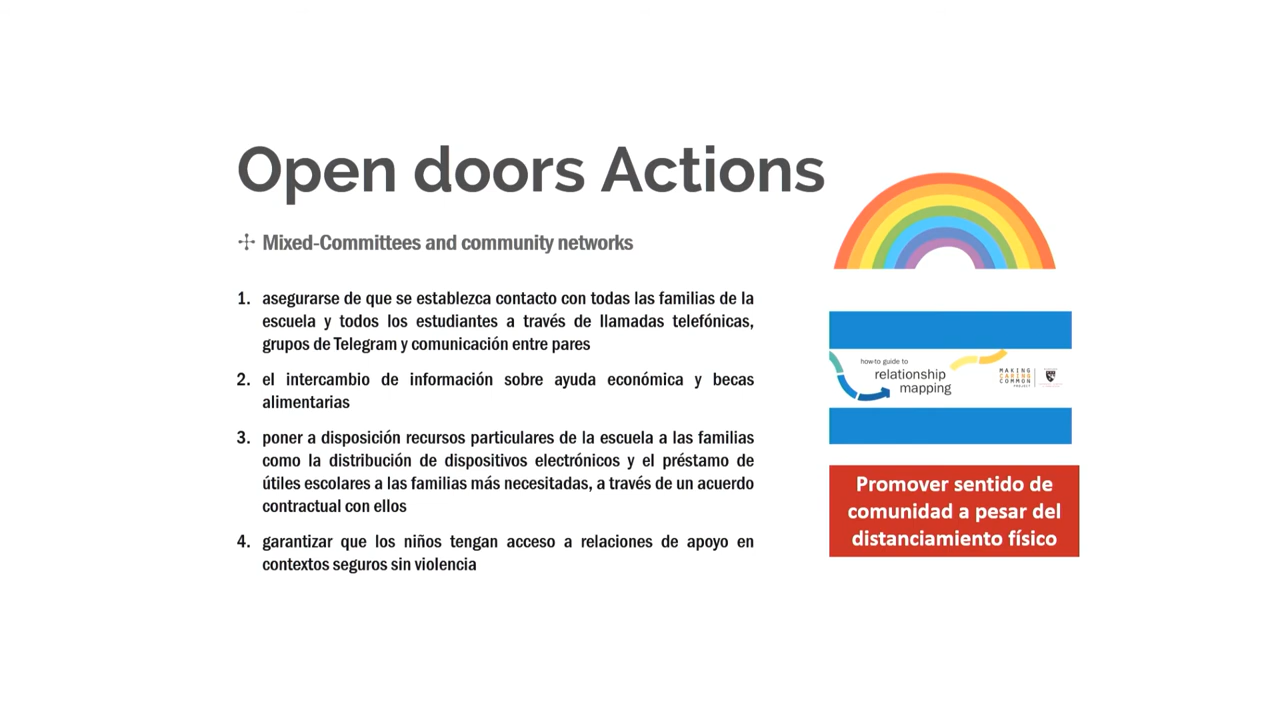 Open doors Actions
Mixed-Committees and community networks
1. asegurarse de que se establezca contacto con todas las familias de la
escuela y todos los estudiantes a través de llamadas telefónicas,
grupos de Telegram y comunicación entre pares
2. el intercambio de información sobre ayuda económica y becas
alimentarias
3. poner a disposición recursos particulares de la escuela a las familias
como la distribución de dispositivos electrónicos y el préstamo de
útiles escolares a las familias más necesitadas, a través de un acuerdo
contractual con ellos
4. garantizar que los niños tengan acceso a relaciones de apoyo en
contextos seguros sin violencia
how-to guide to
relationship
mapping
MAKING
CARING
COMMON
PROJECT
Promover sentido de
comunidad a pesar del
distanciamiento físico